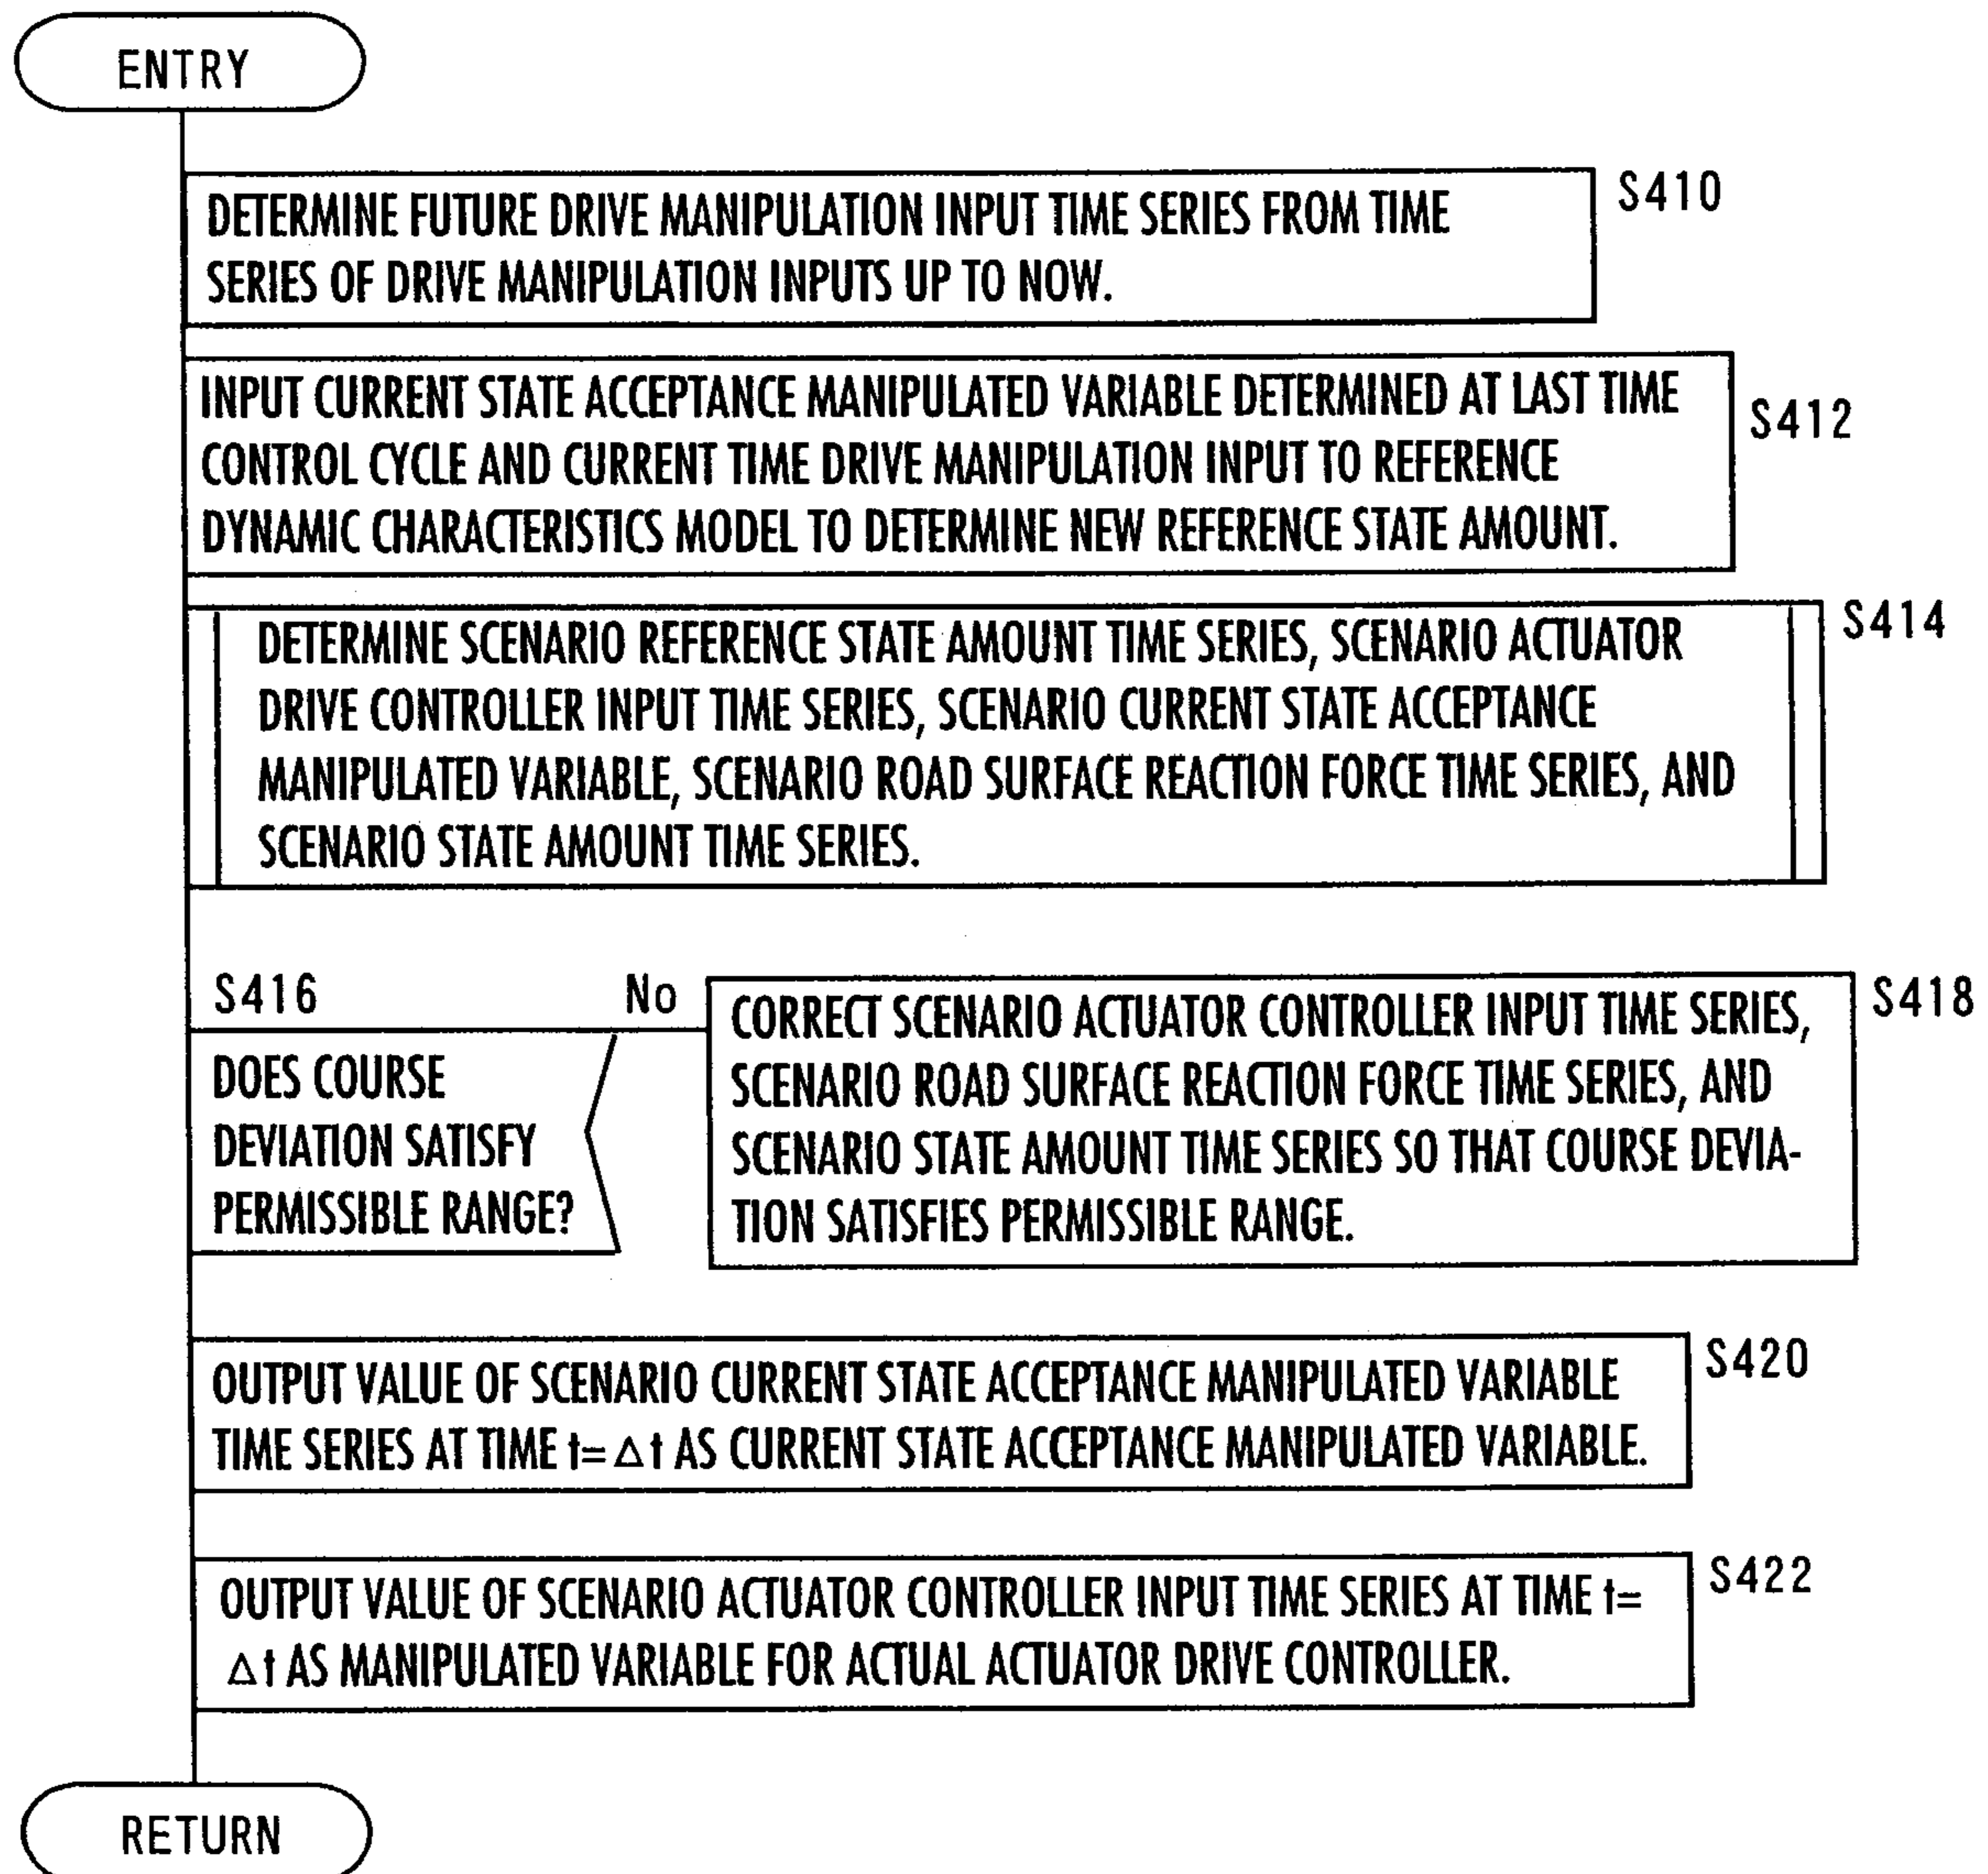 ENTRY
S410
DETERMINE FUTURE DRIVE MANIPULATION INPUT TIME SERIES FROM TIME
SERIES OF DRIVE MANIPULATION INPUTS UP TO NOW.
S412
INPUT CURRENT STATE ACCEPTANCE MANIPULATED VARIABLE DETERMINED AT LAST TIME
CONTROL CYCLE AND CURRENT TIME DRIVE MANIPULATION INPUT TO REFERENCE
DYNAMIC CHARACTERISTICS MODEL TO DETERMINE NEW REFERENCE STATE AMOUNT.
S414
DETERMINE SCENARIO REFERENCE STATE AMOUNT TIME SERIES, SCENARIO ACTUATOR
DRIVE CONTROLLER INPUT TIME SERIES, SCENARIO CURRENT STATE ACCEPTANCE
MANIPULATED VARIABLE, SCENARIO ROAD SURFACE REACTION FORCE TIME SERIES, AND
SCENARIO STATE AMOUNT TIME SERIES.
S416
DOES COURSE
DEVIATION SATISFY
PERMISSIBLE RANGE?
No
S418
CORRECT SCENARIO ACTUATOR CONTROLLER INPUT TIME SERIES,
SCENARIO ROAD SURFACE REACTION FORCE TIME SERIES, AND
SCENARIO STATE AMOUNT TIME SERIES SO THAT COURSE DEVIA-
TION SATISFIES PERMISSIBLE RANGE.
S420
OUTPUT VALUE OF SCENARIO CURRENT STATE ACCEPTANCE MANIPULATED VARIABLE
TIME SERIES AT TIME t=Δt AS CURRENT STATE ACCEPTANCE MANIPULATED VARIABLE.
S422
OUTPUT VALUE OF SCENARIO ACTUATOR CONTROLLER INPUT TIME SERIES AT TIME t=
Δt AS MANIPULATED VARIABLE FOR ACTUAL ACTUATOR DRIVE CONTROLLER.
RETURN